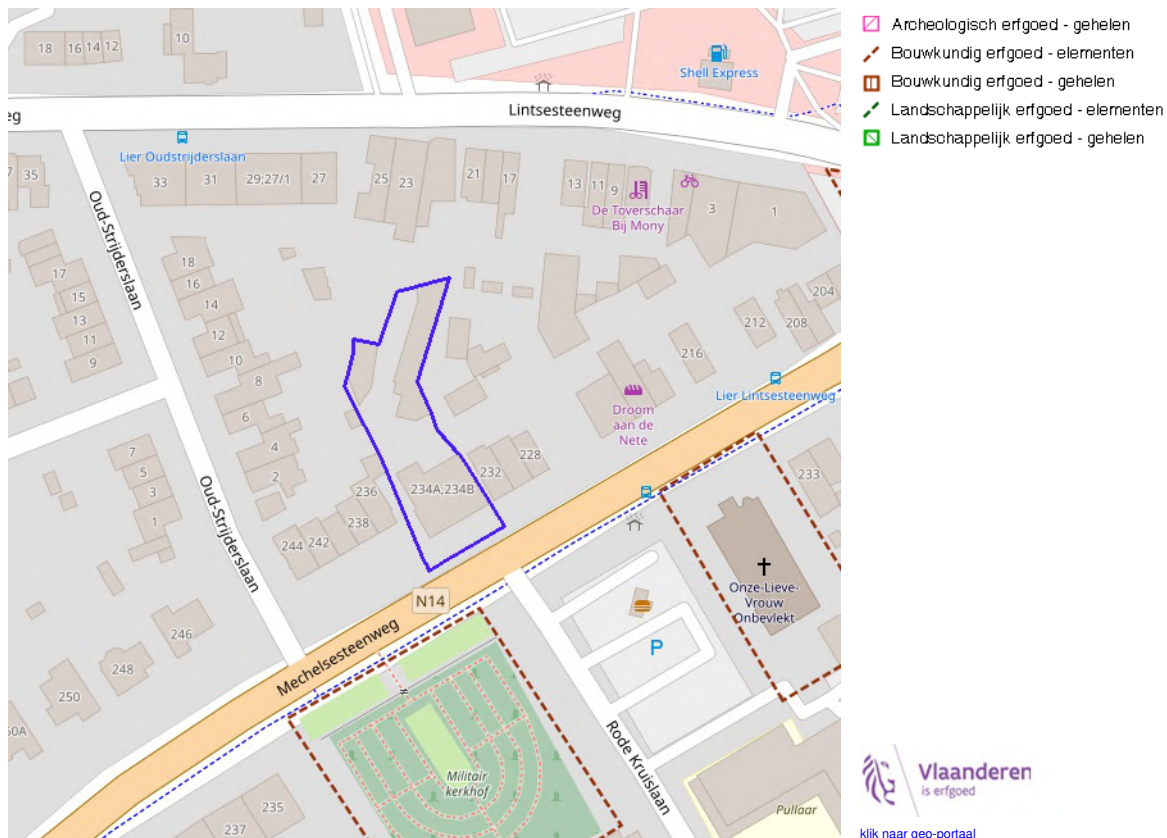 18
16
14
12
10
Shell Express
Lintsesteenweg
eg
Lier Oudstrijderslaan
35
33
31
29;27/1
27
25
23
21
17
13
11
9
De Toverschaar
Bij Mony
3
1
Oud-Strijderslaan
17
15
13
11
9
18
16
14
12
10
8
6
4
2
204
208
212
216
Lier Lintsesteenweg
Droom
aan de
Nete
7
5
3
1
Oud-Strijderslaan
236
238
242
244
234A,234B
232
228
233
Onze-Lieve-
Vrouw
Onbevlekt
N14
Mechelsesteenweg
P
246
248
250
50A
Rode Kruislaan
Militair
kerkhof
235
237
Pullaar
Archeologisch erfgoed - gehelen
Bouwkundig erfgoed - elementen
Bouwkundig erfgoed - gehelen
Landschappelijk erfgoed - elementen
Landschappelijk erfgoed - gehelen
Vlaanderen
is erfgoed
klik naar geo-portaal